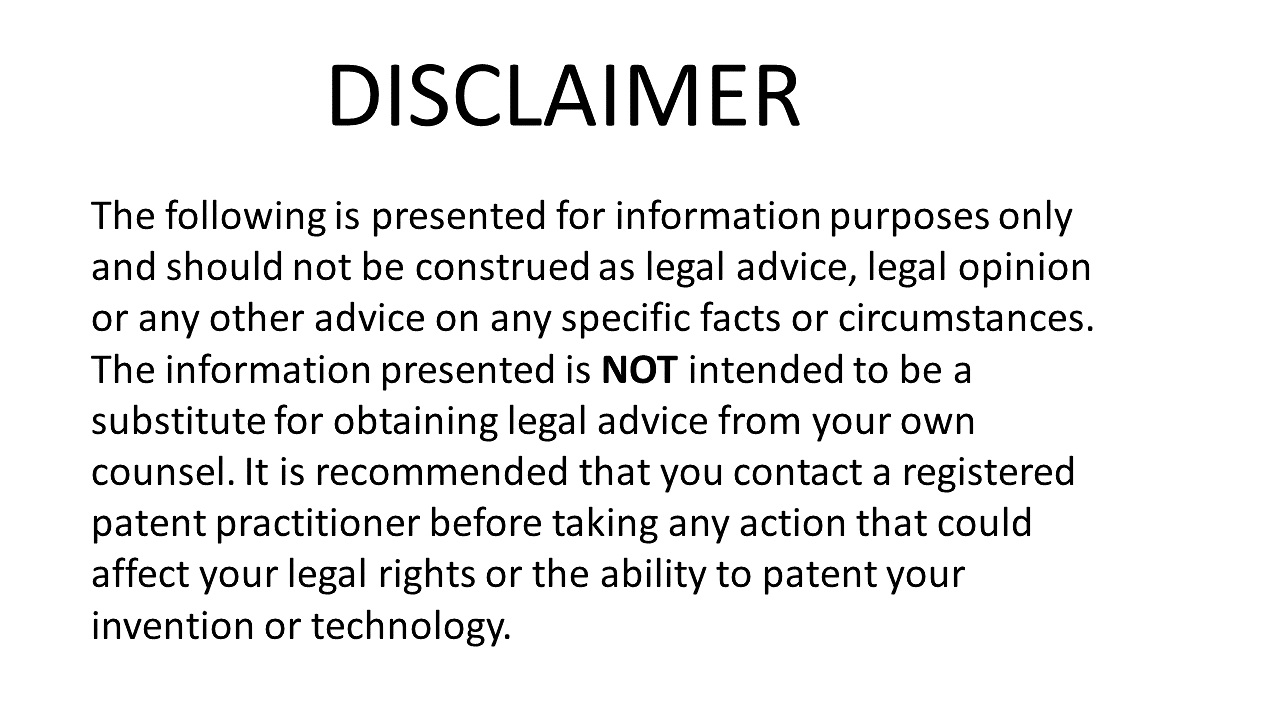 DISCLAIMER
The following is presented for information purposes only
and should not be construed as legal advice, legal opinion
or any other advice on any specific facts or circumstances.
The information presented is NOT intended to be a
substitute for obtaining legal advice from your own
counsel. It is recommended that you contact a registered
patent practitioner before taking any action that could
affect your legal rights or the ability to patent your
invention or technology.